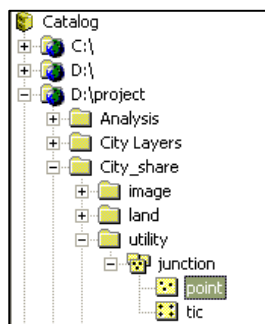 Catalog
C:\
D:\
D:\project
Analysis
City Layers
City_share
image
land
utility
junction
point
tic